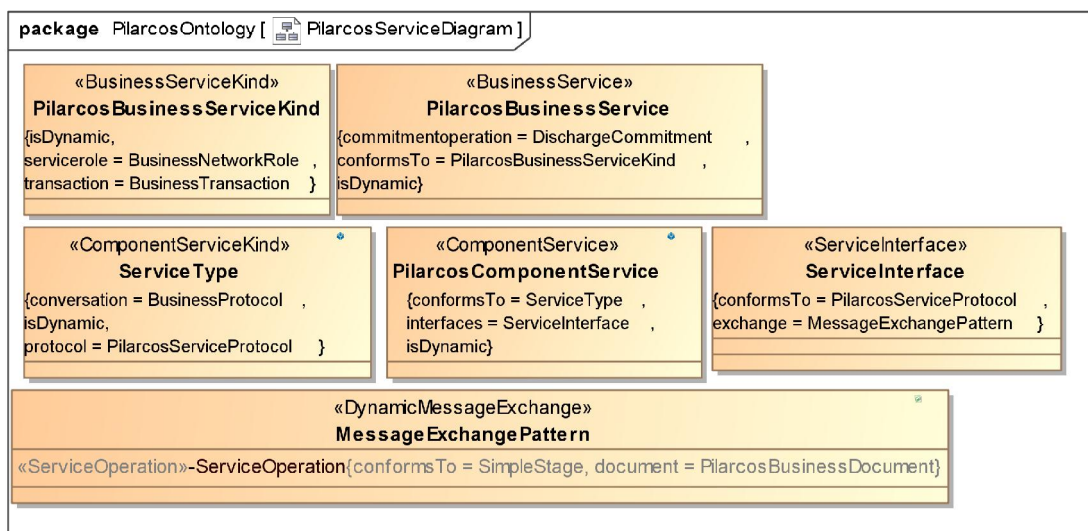 package PilarcosOntology [ PilarcosServiceDiagram ]
«BusinessServiceKind»
PilarcosBusinessServiceKind
{isDynamic,
servicerole = BusinessNetworkRole ,
transaction = BusinessTransaction }
«BusinessService»
PilarcosBusinessService
{commitmentoperation = DischargeCommitment ,
conformsTo = PilarcosBusinessServiceKind ,
isDynamic}
«ComponentServiceKind»
ServiceType
{conversation = BusinessProtocol ,
isDynamic,
protocol = PilarcosServiceProtocol }
«ComponentService»
PilarcosComponentService
{conformsTo = ServiceType ,
interfaces = ServiceInterface ,
isDynamic}
«ServiceInterface»
ServiceInterface
{conformsTo = PilarcosServiceProtocol ,
exchange = MessageExchangePattern }
«DynamicMessageExchange»
MessageExchangePattern
«ServiceOperation»-ServiceOperation{conformsTo = SimpleStage, document = PilarcosBusinessDocument}